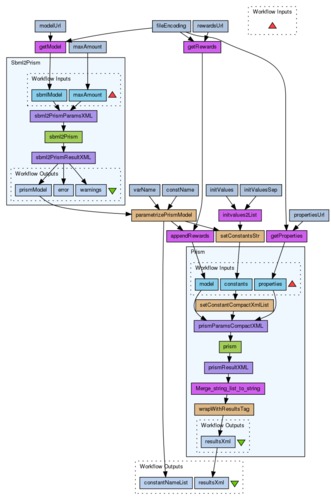 modelUrl
fileEncoding
rewardsUrl
Workflow Inputs
getModel
maxAmount
getRewards
Sbml2Prism
Workflow Inputs
sbmlModel
maxAmount
sbml2PrismParamsXML
sbml2Prism
sbml2PrismResultXML
Workflow Outputs
prismModel
error
warnings
varName
constName
initValues
initValuesSep
parametrizePrismModel
initvalues2List
propertiesUrl
appendRewards
setConstantsStr
getProperties
Prism
Workflow Inputs
model
constants
properties
setConstantCompactXmlList
prismParamsCompactXML
prism
prismResultXML
Merge_string_list_to_string
wrapWithResultsTag
Workflow Outputs
resultsXml
Workflow Outputs
constantNameList
resultsXml